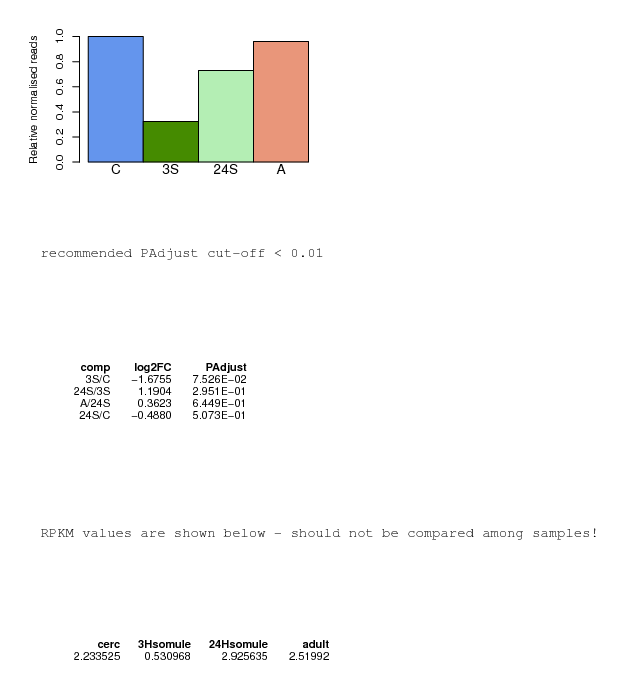 Relative normalised reads
1.0
0.8
0.6
0.4
0.2
0.0
C 3S 24S A
recommended PAdjust cut-off < 0.01
comp log2FC PAdjust
3S/C −1.6755 7.526E−02
24S/3S 1.1904 2.951E−01
A/24S 0.3623 6.449E−01
24S/C −0.4880 5.073E−01
RPKM values are shown below - should not be compared among samples!
cerc 3Hsomule 24Hsomule adult
2.233525 0.530968 2.925635 2.51992